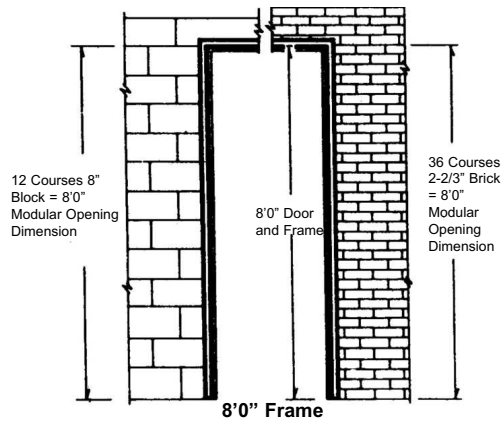 12 Courses 8”
Block = 8’0”
Modular Opening
Dimension
8’0” Door
and Frame
36 Courses
2-2/3” Brick
= 8’0”
Modular
Opening
Dimension
8’0” Frame